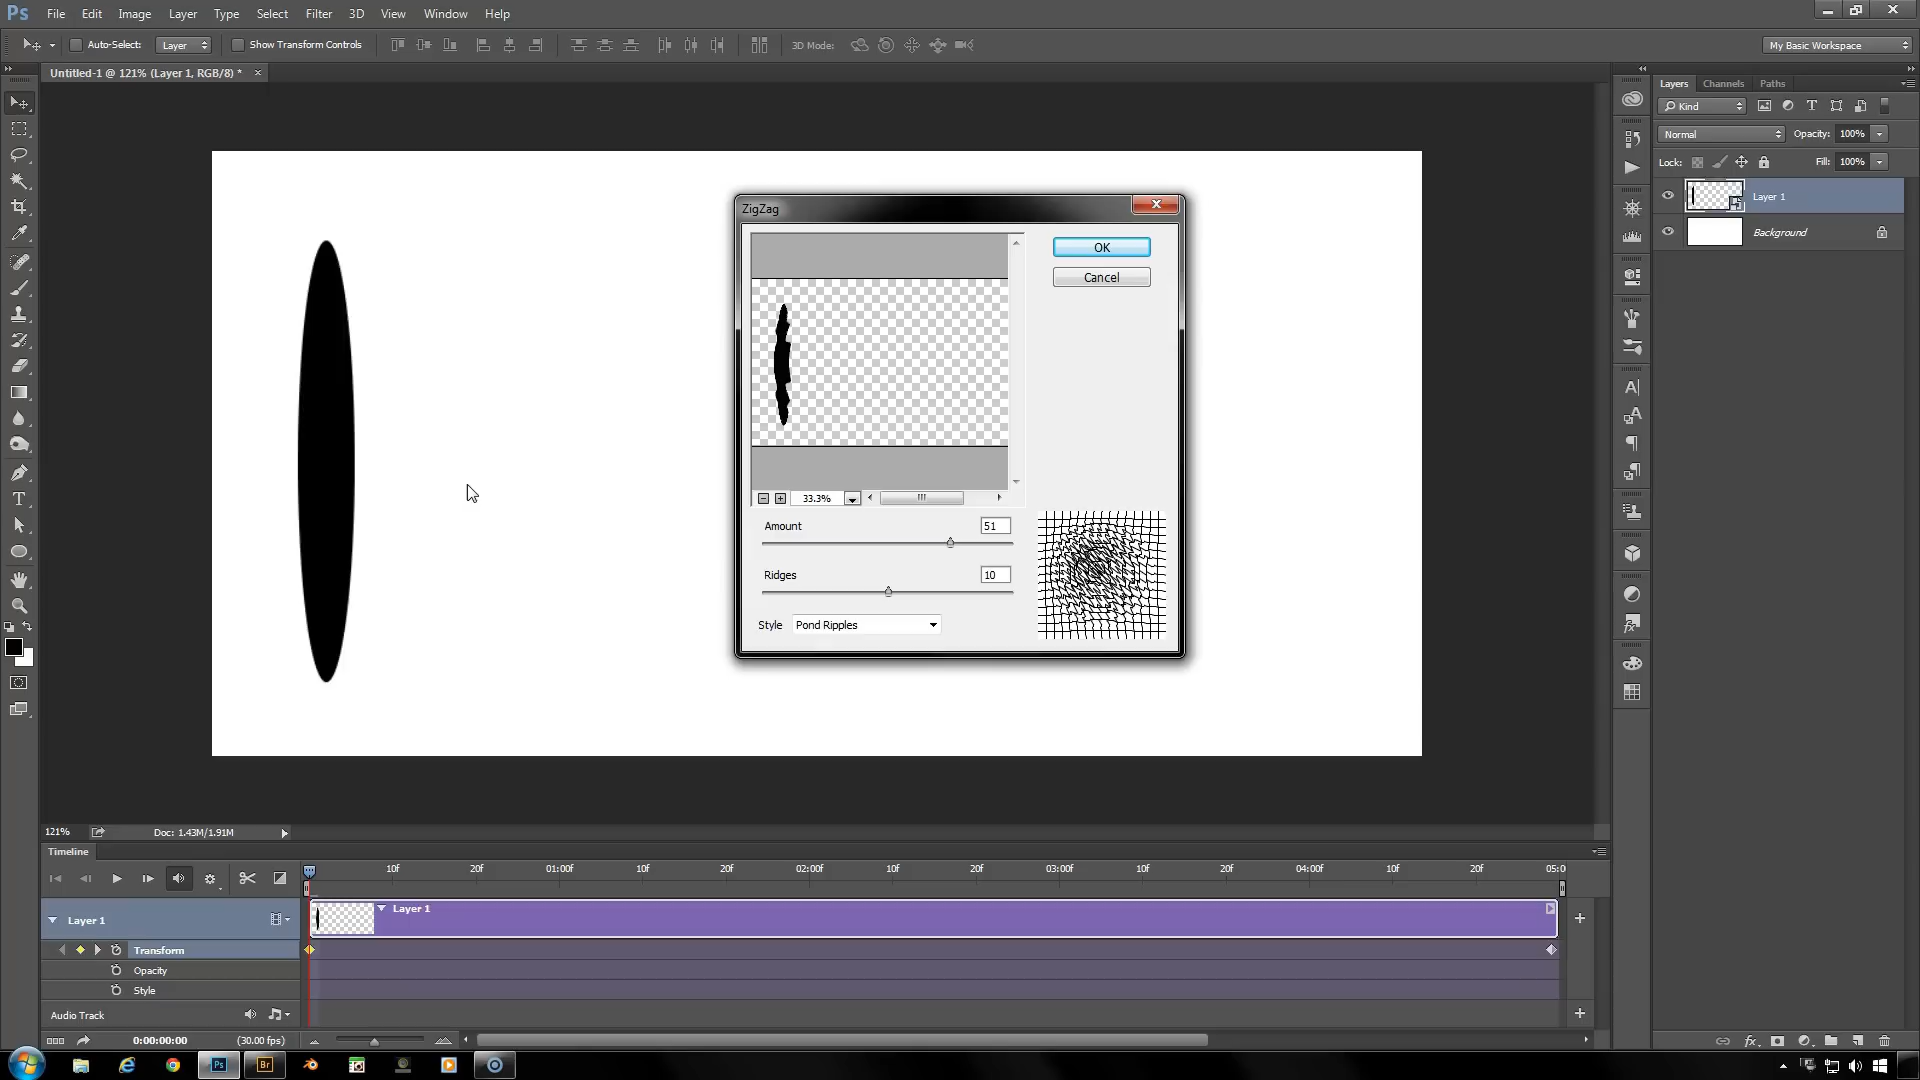 Ps File Edit Image Layer Type Select Filter 3D View Window Help
Auto-Select: Layer Show Transform Controls 3D Mode: My Basic Workspace
Untitled-1 @ 121% (Layer 1, RGB/8) * ×
Layers Channels Paths
Kind
Normal Opacity: 100%
Lock: Fill: 100%
Layer 1
Background
ZigZag
OK
Cancel
33.3%
Amount 51
Ridges 10
Style Pond Ripples
121% Doc: 1.43M/1.91M
Timeline
10f 20f 01:00f 10f 20f 02:00f 10f 20f 03:00f 10f 20f 04:00f 10f 20f 05:0
Layer 1 Layer 1
Transform
Opacity
Style
Audio Track
0:00:00:00 (30.00 fps)
Ps Br